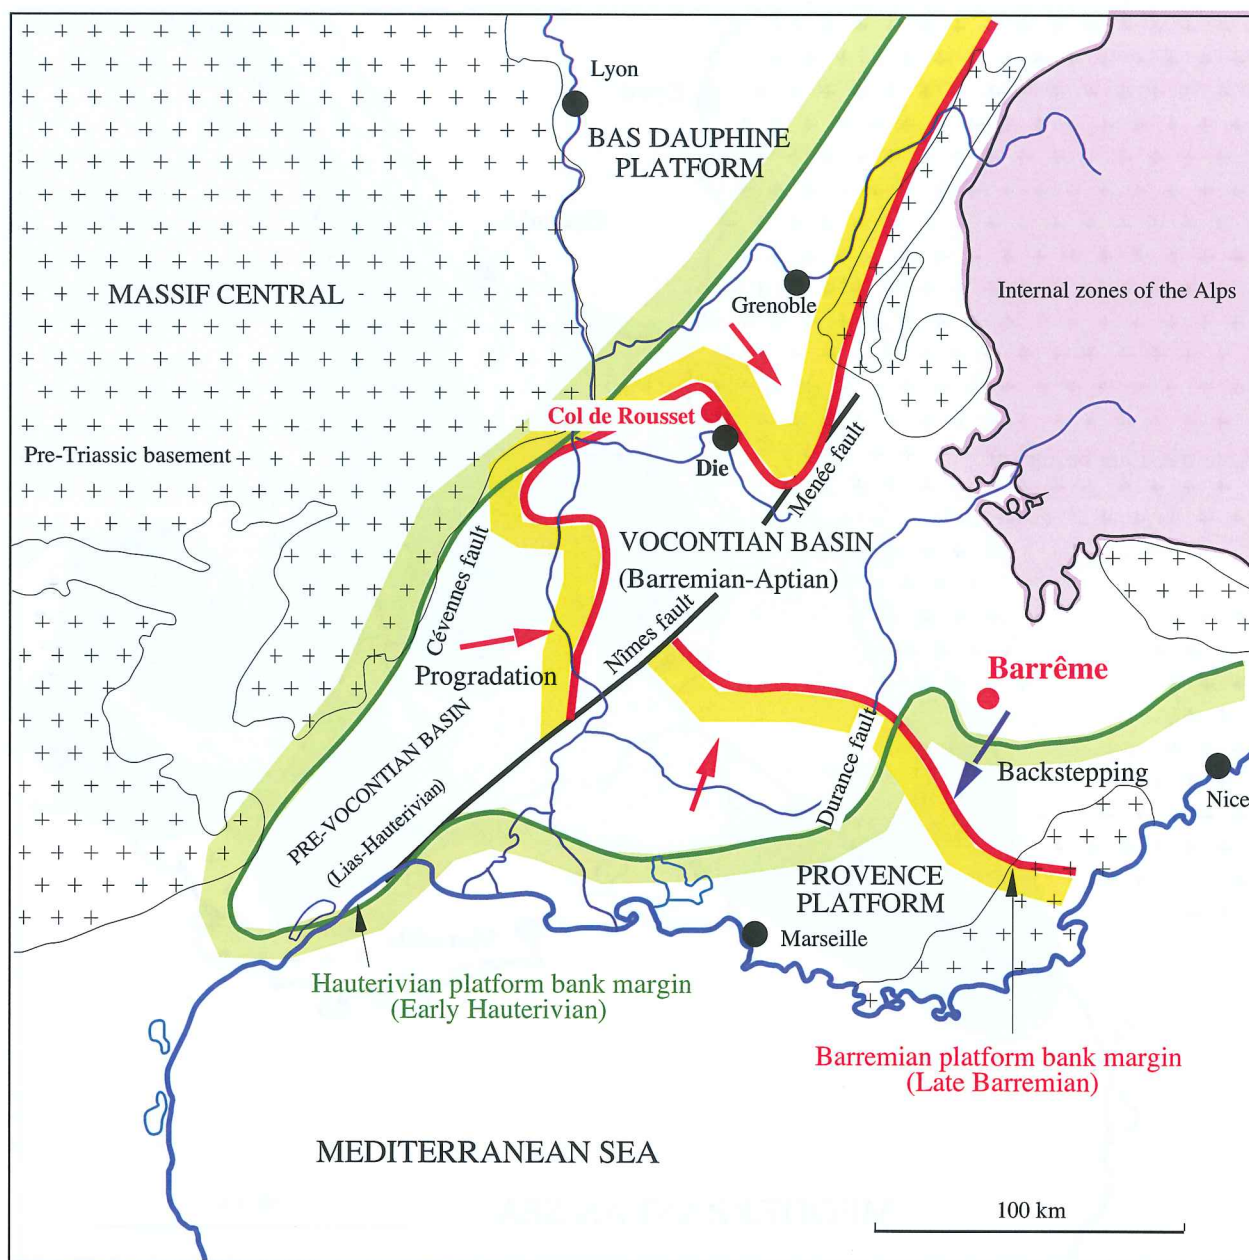 Lyon
BAS DAUPHINE
PLATFORM
MASSIF CENTRAL
Grenoble
Internal zones of the Alps
Col de Rousset
Pre-Triassic basement
Die
Menée fault
VOCONTIAN BASIN
(Barremian-Aptian)
Cévennes fault
Nîmes fault
Progradation
Barrême
PRE-VOCONTIAN BASIN
(Lias-Hauterivian)
Durance fault
Backstepping
Nice
PROVENCE
PLATFORM
Marseille
Hauterivian platform bank margin
(Early Hauterivian)
Barremian platform bank margin
(Late Barremian)
MEDITERRANEAN SEA
100 km